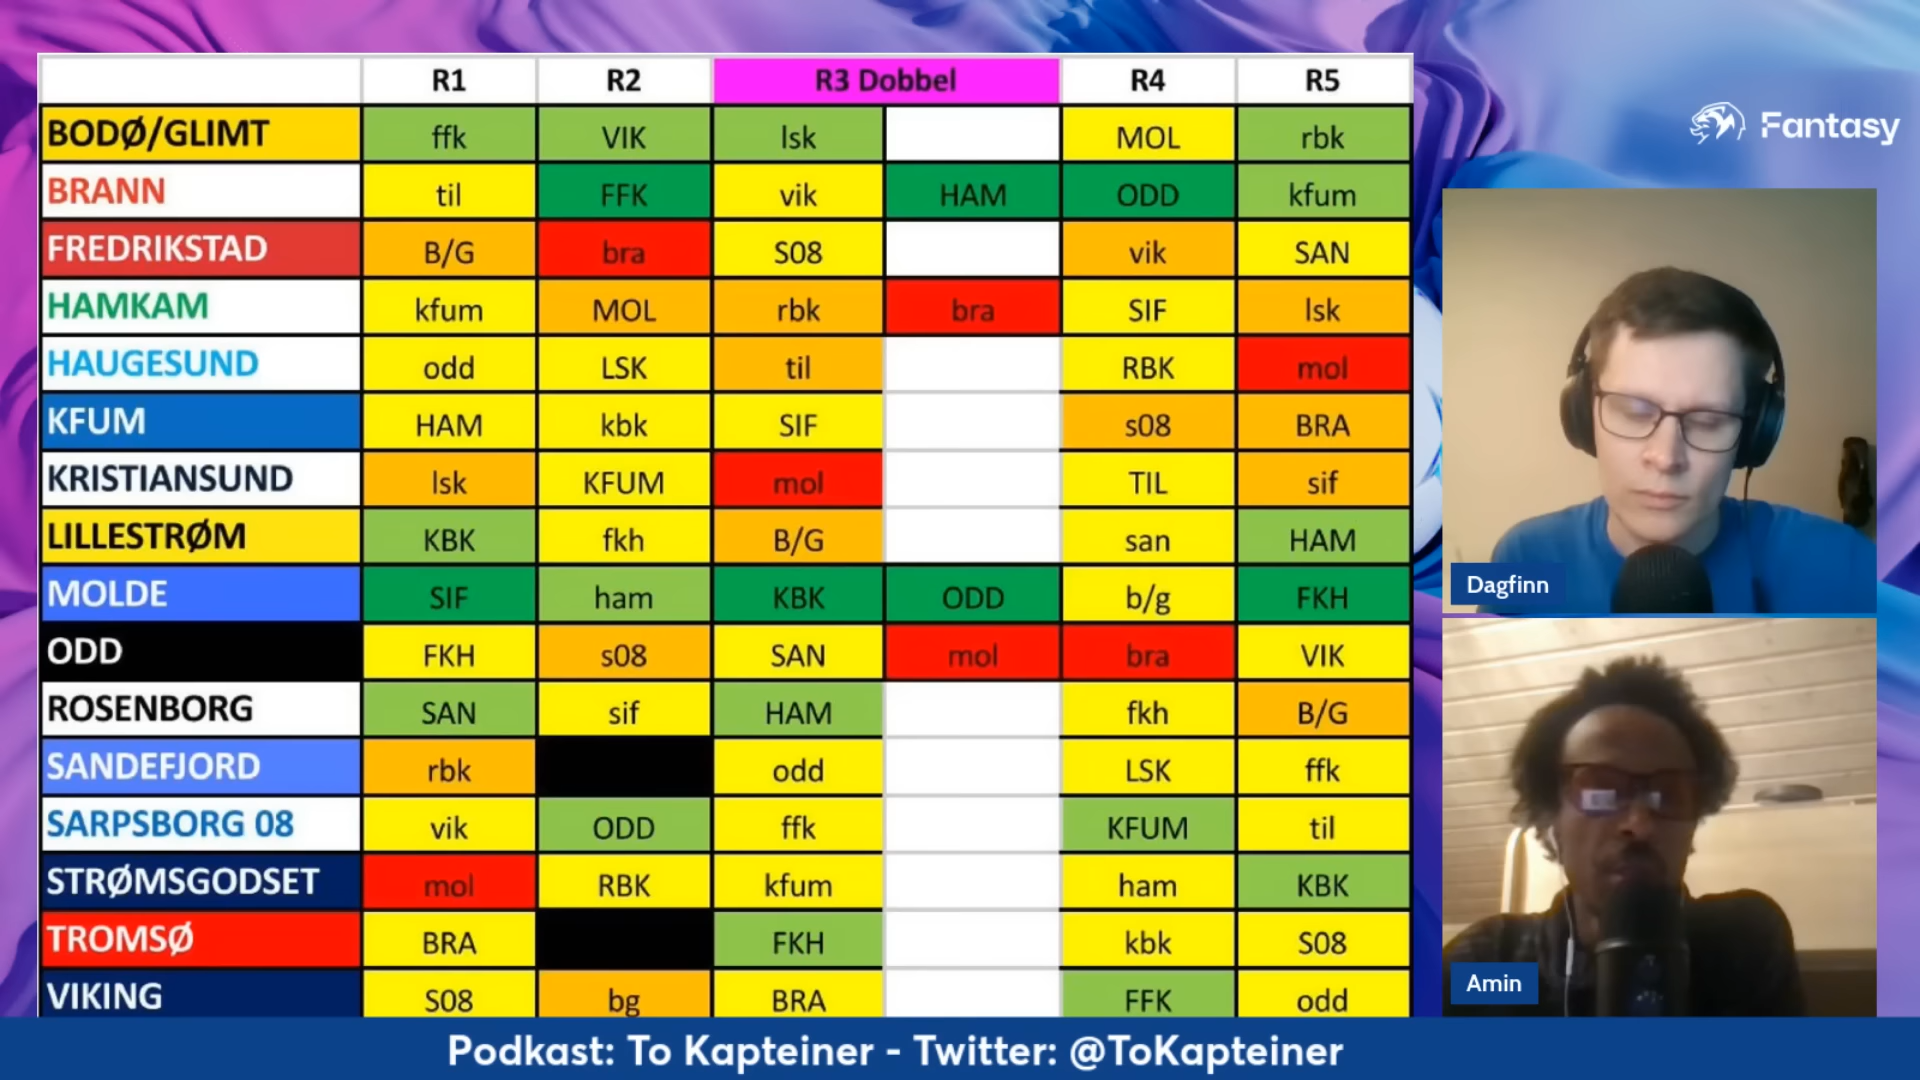 R1 R2 R3 Dobbel R4 R5
BODØ/GLIMT ffk VIK lsk MOL rbk
BRANN til FFK vik HAM ODD kfum
FREDRIKSTAD B/G bra S08 vik SAN
HAMKAM kfum MOL rbk bra SIF lsk
HAUGESUND odd LSK til RBK mol
KFUM HAM kbk SIF s08 BRA
KRISTIANSUND lsk KFUM mol TIL sif
LILLESTRØM KBK fkh B/G san HAM
MOLDE SIF ham KBK ODD b/g FKH
ODD FKH s08 SAN mol bra VIK
ROSENBORG SAN sif HAM fkh B/G
SANDEFJORD rbk odd LSK ffk
SARPSBORG 08 vik ODD ffk KFUM til
STRØMSGODSET mol RBK kfum ham KBK
TROMSØ BRA FKH kbk S08
VIKING S08 bg BRA FFK odd
Fantasy
Dagfinn
Amin
Podkast: To Kapteiner - Twitter: @ToKapteiner